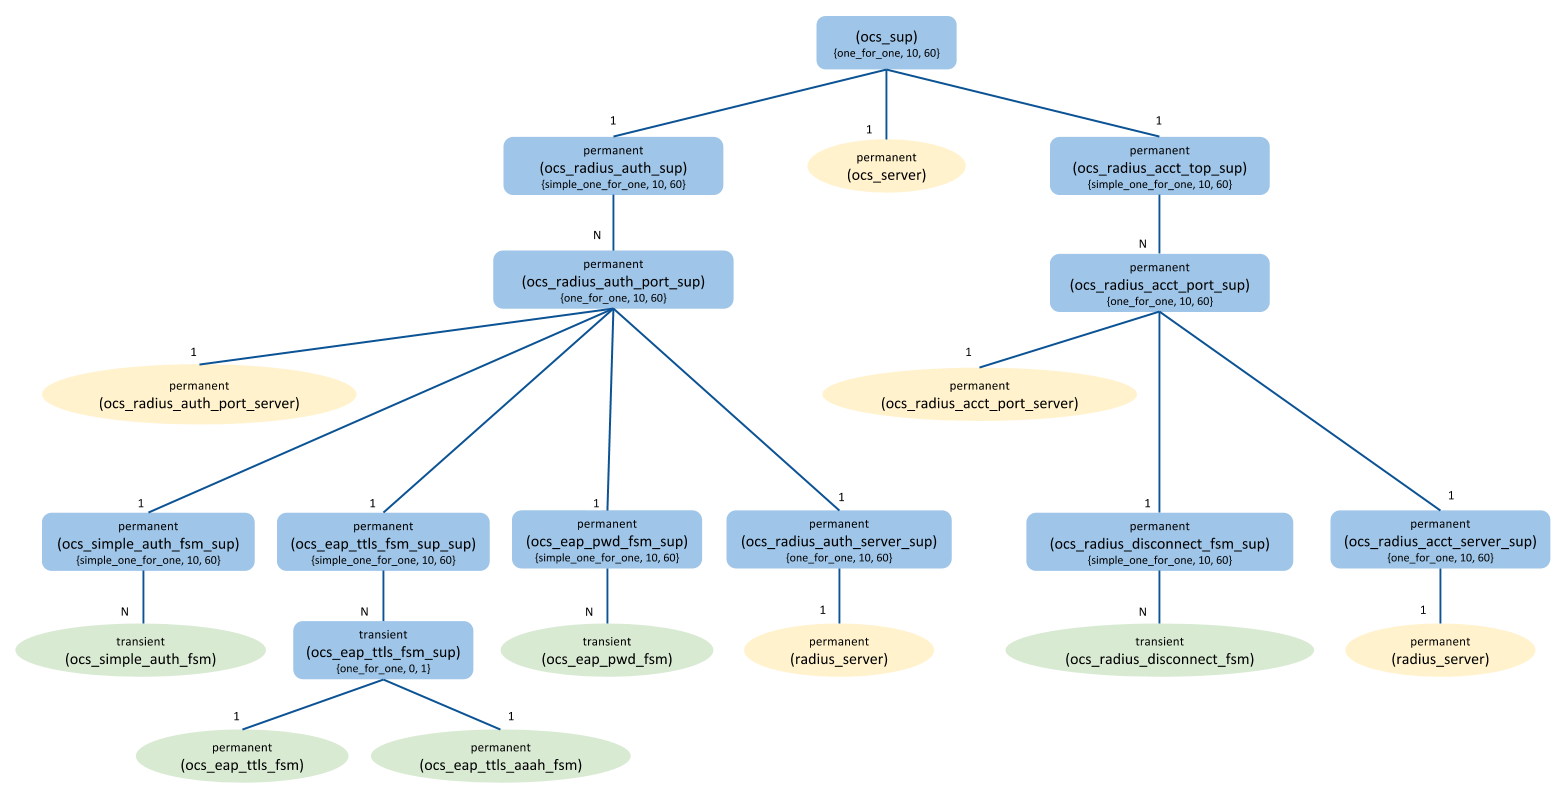 (ocs_sup)
{one_for_one, 10, 60}
1
1
1
permanent
(ocs_radius_auth_sup)
{simple_one_for_one, 10, 60}
permanent
(ocs_server)
permanent
(ocs_radius_acct_top_sup)
{simple_one_for_one, 10, 60}
N
N
permanent
(ocs_radius_auth_port_sup)
{one_for_one, 10, 60}
permanent
(ocs_radius_acct_port_sup)
{one_for_one, 10, 60}
1
1
permanent
(ocs_radius_auth_port_server)
permanent
(ocs_radius_acct_port_server)
1
1
1
1
1
1
permanent
(ocs_simple_auth_fsm_sup)
{simple_one_for_one, 10, 60}
permanent
(ocs_eap_ttls_fsm_sup_sup)
{simple_one_for_one, 10, 60}
permanent
(ocs_eap_pwd_fsm_sup)
{simple_one_for_one, 10, 60}
permanent
(ocs_radius_auth_server_sup)
{one_for_one, 10, 60}
permanent
(ocs_radius_disconnect_fsm_sup)
{simple_one_for_one, 10, 60}
permanent
(ocs_radius_acct_server_sup)
{one_for_one, 10, 60}
N
N
N
1
N
1
transient
(ocs_simple_auth_fsm)
transient
(ocs_eap_ttls_fsm_sup)
{one_for_one, 0, 1}
transient
(ocs_eap_pwd_fsm)
permanent
(radius_server)
transient
(ocs_radius_disconnect_fsm)
permanent
(radius_server)
1
1
permanent
(ocs_eap_ttls_fsm)
permanent
(ocs_eap_ttls_aaah_fsm)